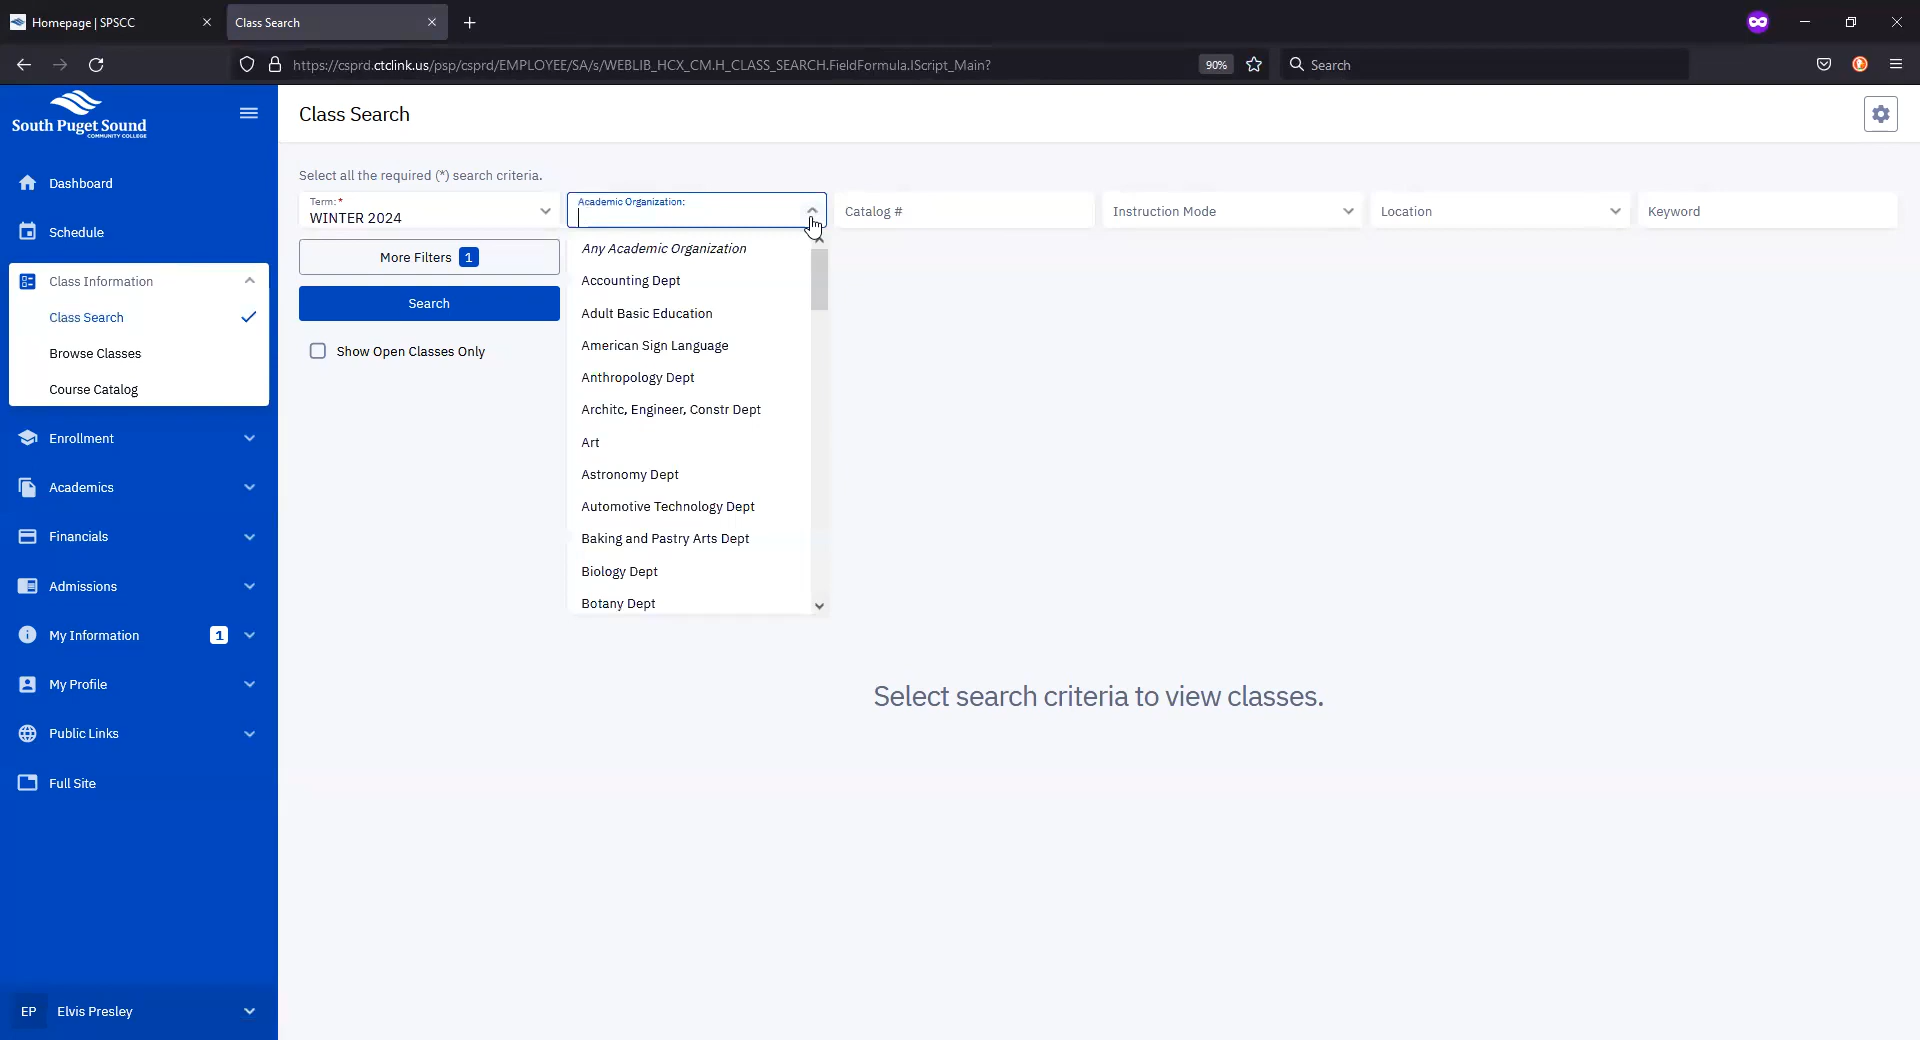 Homepage | SPSCC
Class Search
https://csprd.ctclink.us/psp/csprd/EMPLOYEE/SA/s/WEBLIB_HCX_CM.H_CLASS_SEARCH.FieldFormula.IScript_Main?
90%
Search
South Puget Sound
COMMUNITY COLLEGE
Dashboard
Schedule
Class Information
Class Search
Browse Classes
Course Catalog
Enrollment
Academics
Financials
Admissions
My Information 1
My Profile
Public Links
Full Site
EP Elvis Presley
Class Search
Select all the required (*) search criteria.
Term: *
WINTER 2024
Academic Organization:
Catalog #
Instruction Mode
Location
Keyword
More Filters 1
Search
Show Open Classes Only
Any Academic Organization
Accounting Dept
Adult Basic Education
American Sign Language
Anthropology Dept
Architc, Engineer, Constr Dept
Art
Astronomy Dept
Automotive Technology Dept
Baking and Pastry Arts Dept
Biology Dept
Botany Dept
Select search criteria to view classes.